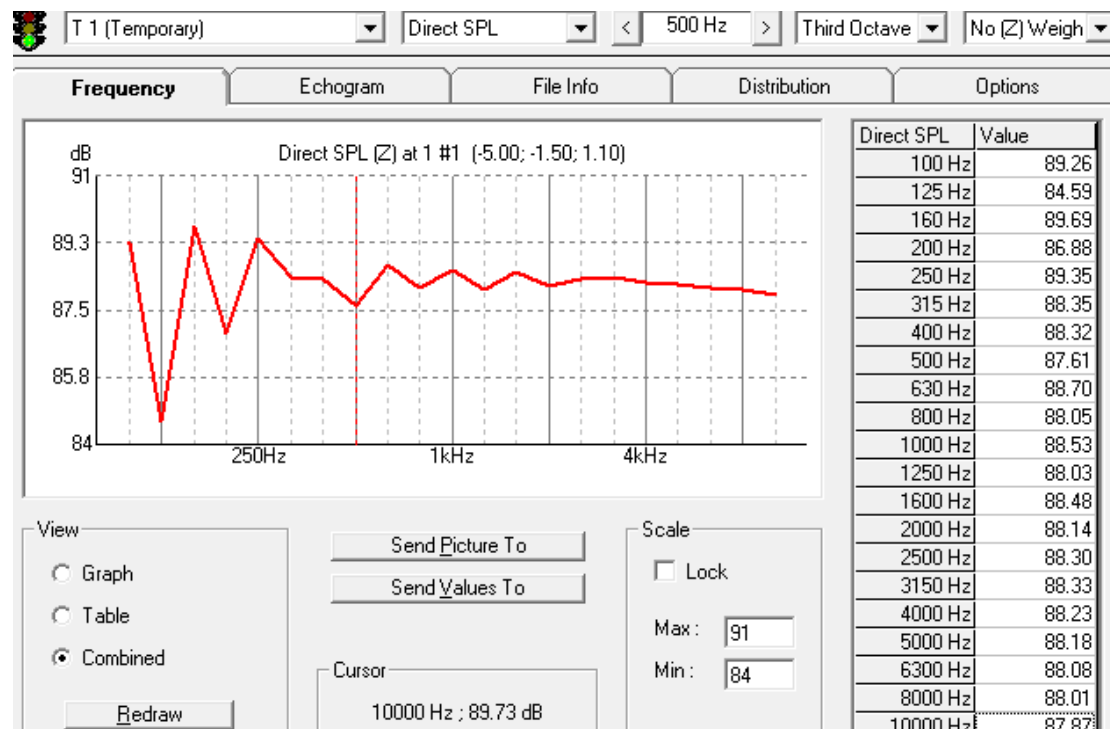 T 1 (Temporary) Direct SPL < 500 Hz > Third Octave No (Z) Weigh
Frequency Echogram File Info Distribution Options
dB
Direct SPL (Z) at 1 #1 (-5.00; -1.50; 1.10)
91
89.3
87.5
85.8
84
250Hz 1kHz 4kHz
Direct SPL Value
100 Hz 89.26
125 Hz 84.59
160 Hz 89.69
200 Hz 86.88
250 Hz 89.35
315 Hz 88.35
400 Hz 88.32
500 Hz 87.61
630 Hz 88.70
800 Hz 88.05
1000 Hz 88.53
1250 Hz 88.03
1600 Hz 88.48
2000 Hz 88.14
2500 Hz 88.30
3150 Hz 88.33
4000 Hz 88.23
5000 Hz 88.18
6300 Hz 88.08
8000 Hz 88.01
10000 Hz 87.87
View
Graph
Table
Combined
Redraw
Send Picture To
Send Values To
Cursor
10000 Hz ; 89.73 dB
Scale
Lock
Max : 91
Min : 84